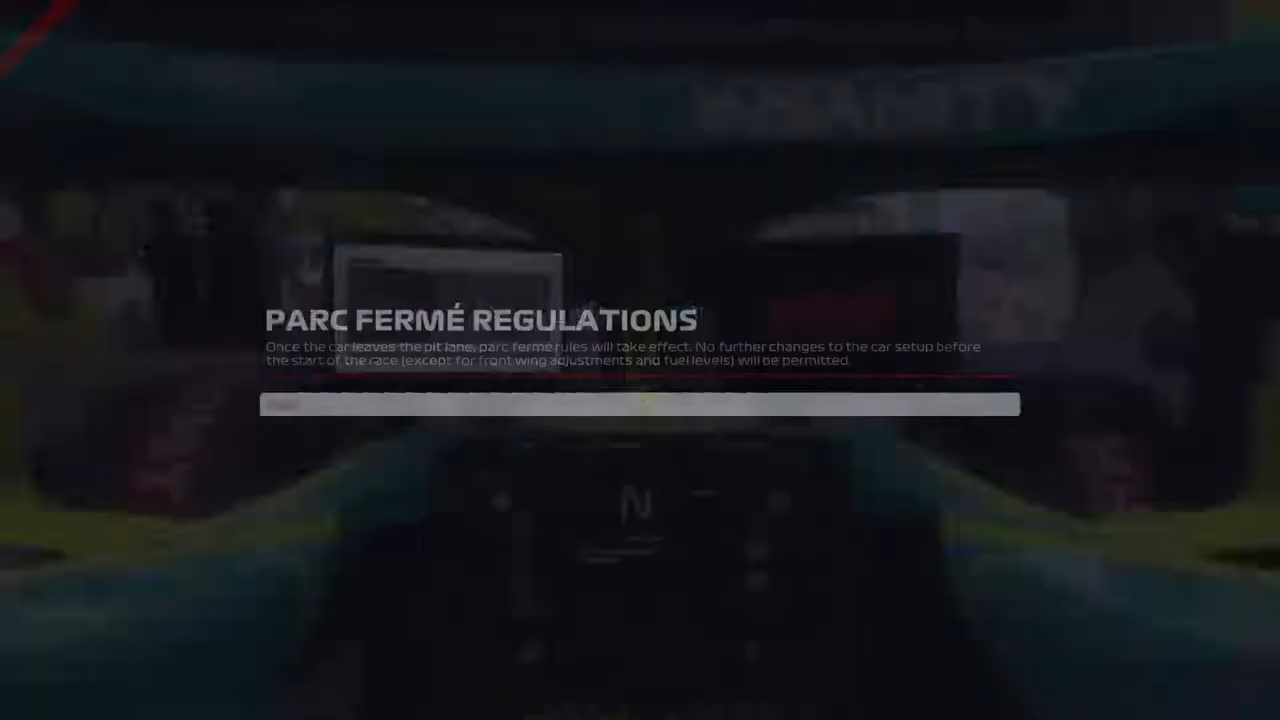 PARC FERMÉ REGULATIONS
Once the car leaves the pit lane, parc fermé rules will take effect. No further changes to the car setup before
the start of the race (except for front wing adjustments and fuel levels) will be permitted.
N